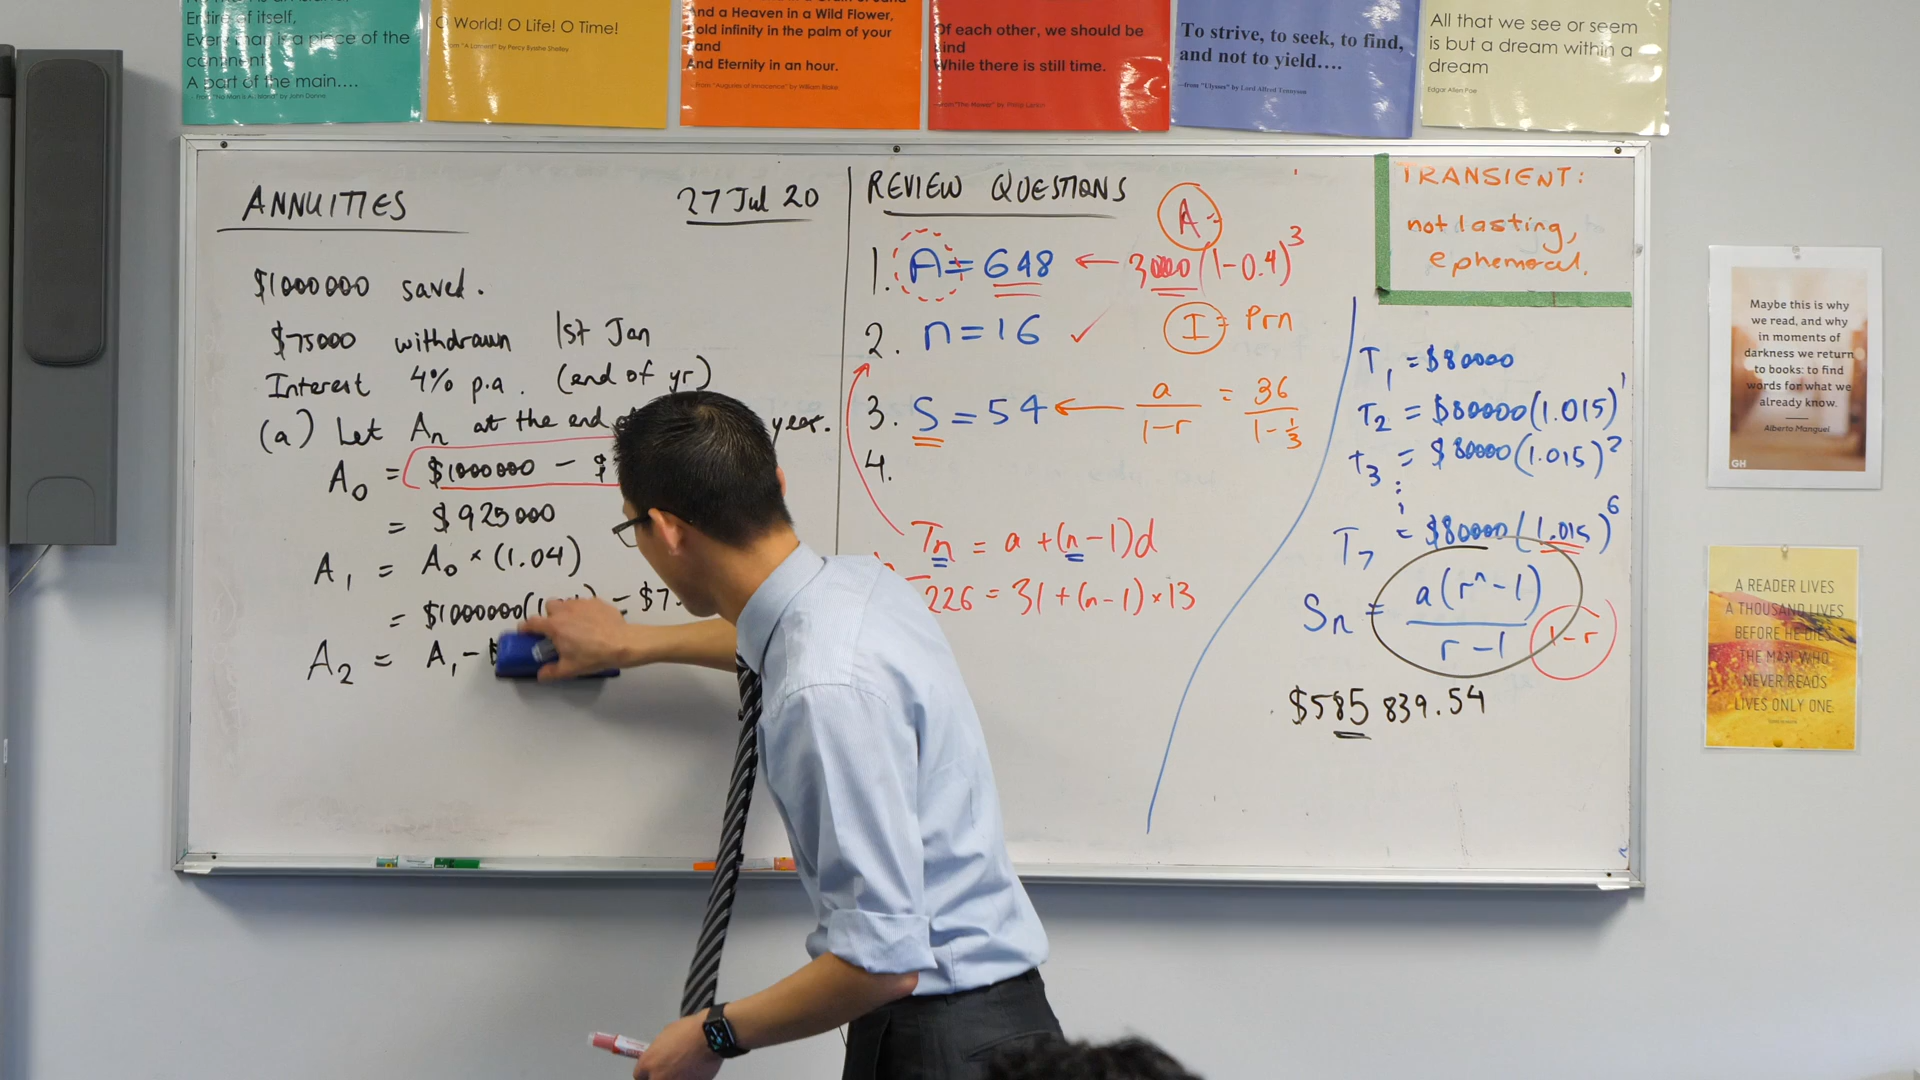 Entire of itself,
Every man is a piece of the
continent,
A part of the main….
from "No Man is An Island" by John Donne
O World! O Life! O Time!
from "A Lament" by Percy Bysshe Shelley
And a Heaven in a Wild Flower,
Hold infinity in the palm of your
hand
And Eternity in an hour.
from "Auguries of Innocence" by William Blake
Of each other, we should be
kind
While there is still time.
from "The Mower" by Philip Larkin
To strive, to seek, to find,
and not to yield….
—from "Ulysses" by Lord Alfred Tennyson
All that we see or seem
is but a dream within a
dream
Edgar Allen Poe
ANNUITIES 27 Jul 20
$1000000 saved.
$75000 withdrawn 1st Jan
Interest 4% p.a. (end of yr)
(a) Let An at the end of year.
A0 = $1000000 - $
= $925000
A1 = A0 × (1.04)
= $1000000(1 ) - $7
A2 = A1 -
REVIEW QUESTIONS
A =
1. A = 648 ← 3000(1-0.4)^3
2. n = 16 ✓ I = Prn
3. S = 54 ← a/(1-r) = 36/(1-1/3)
4.
Tn = a + (n-1)d
226 = 31 + (n-1) × 13
TRANSIENT:
not lasting,
ephemeral.
T1 = $80000
T2 = $80000(1.015)^1
T3 = $80000(1.015)^2
⋮
T7 = $80000(1.015)^6
Sn = a(r^n - 1)/(r - 1) 1-r
$585 839.54
Maybe this is why
we read, and why
in moments of
darkness we return
to books: to find
words for what we
already know.
Alberto Manguel
GH
A READER LIVES
A THOUSAND LIVES
BEFORE HE DIES
THE MAN WHO
NEVER READS
LIVES ONLY ONE